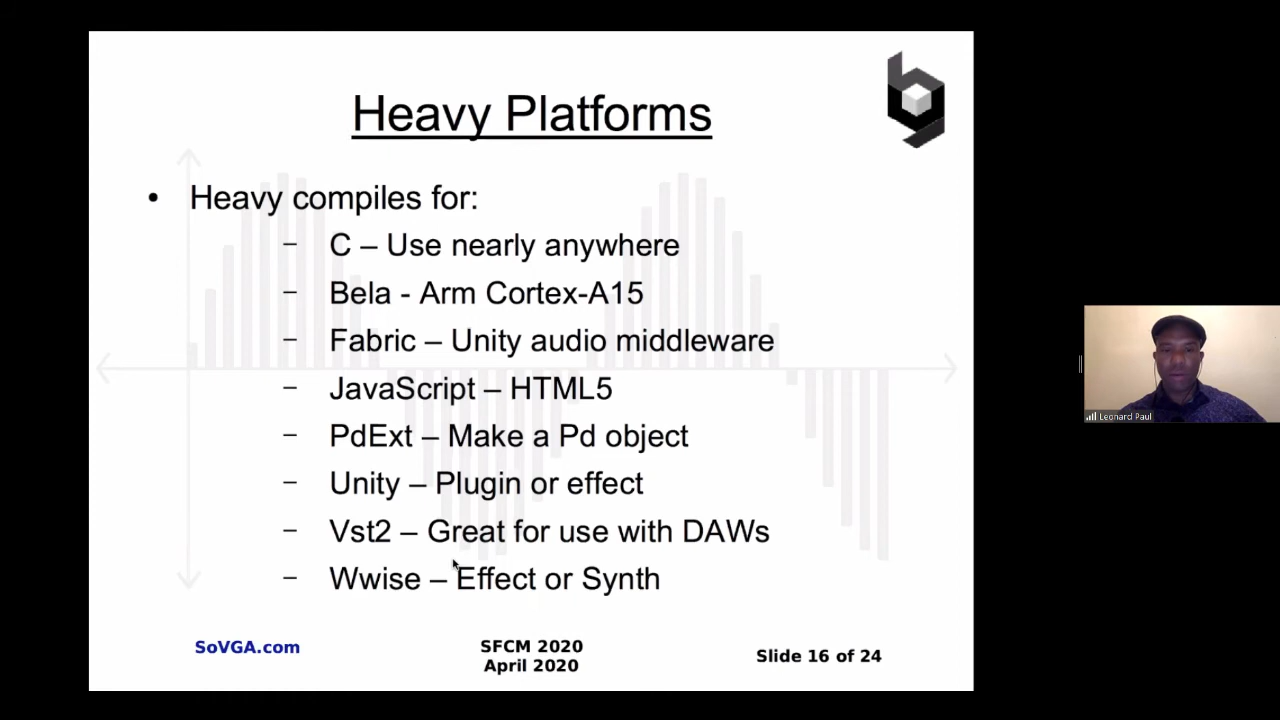 Heavy Platforms
• Heavy compiles for:
– C – Use nearly anywhere
– Bela - Arm Cortex-A15
– Fabric – Unity audio middleware
– JavaScript – HTML5
– PdExt – Make a Pd object
– Unity – Plugin or effect
– Vst2 – Great for use with DAWs
– Wwise – Effect or Synth
SoVGA.com
SFCM 2020
April 2020
Slide 16 of 24
Leonard Paul